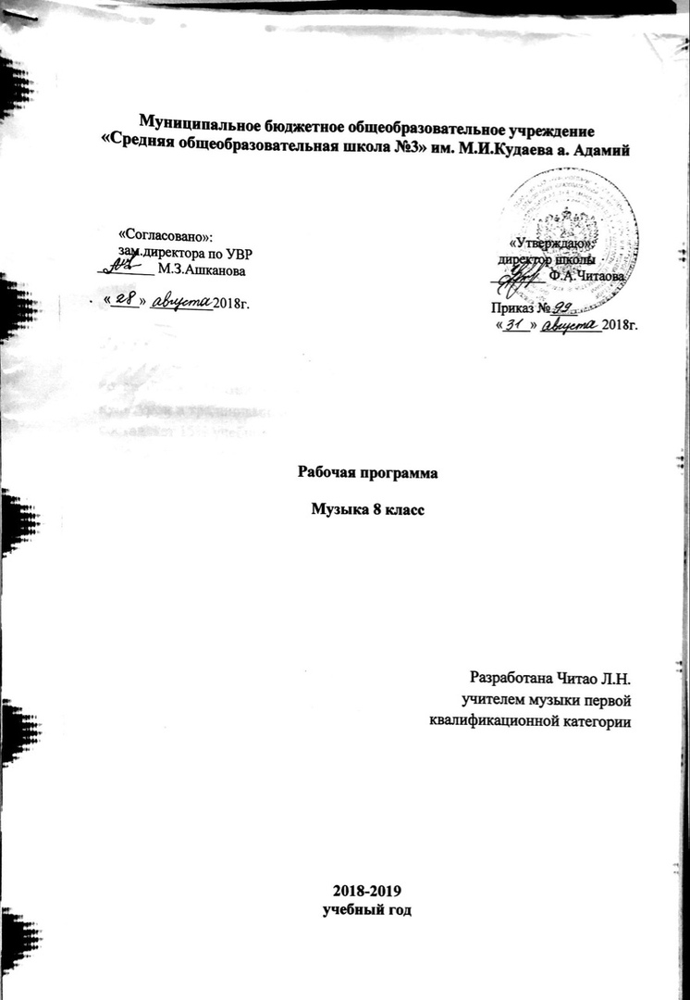 Муниципальное бюджетное общеобразовательное учреждение
«Средняя общеобразовательная школа №3» им. М.И.Кудаева а. Адамий
«Согласовано»:
зам.директора по УВР
М.З.Ашканова
«28» августа 2018г.
«Утверждаю»:
директор школы
Ф.А.Читаова
Приказ № 99
«31» августа 2018г.
Рабочая программа
Музыка 8 класс
Разработана Читао Л.Н.
учителем музыки первой
квалификационной категории
2018-2019
учебный год